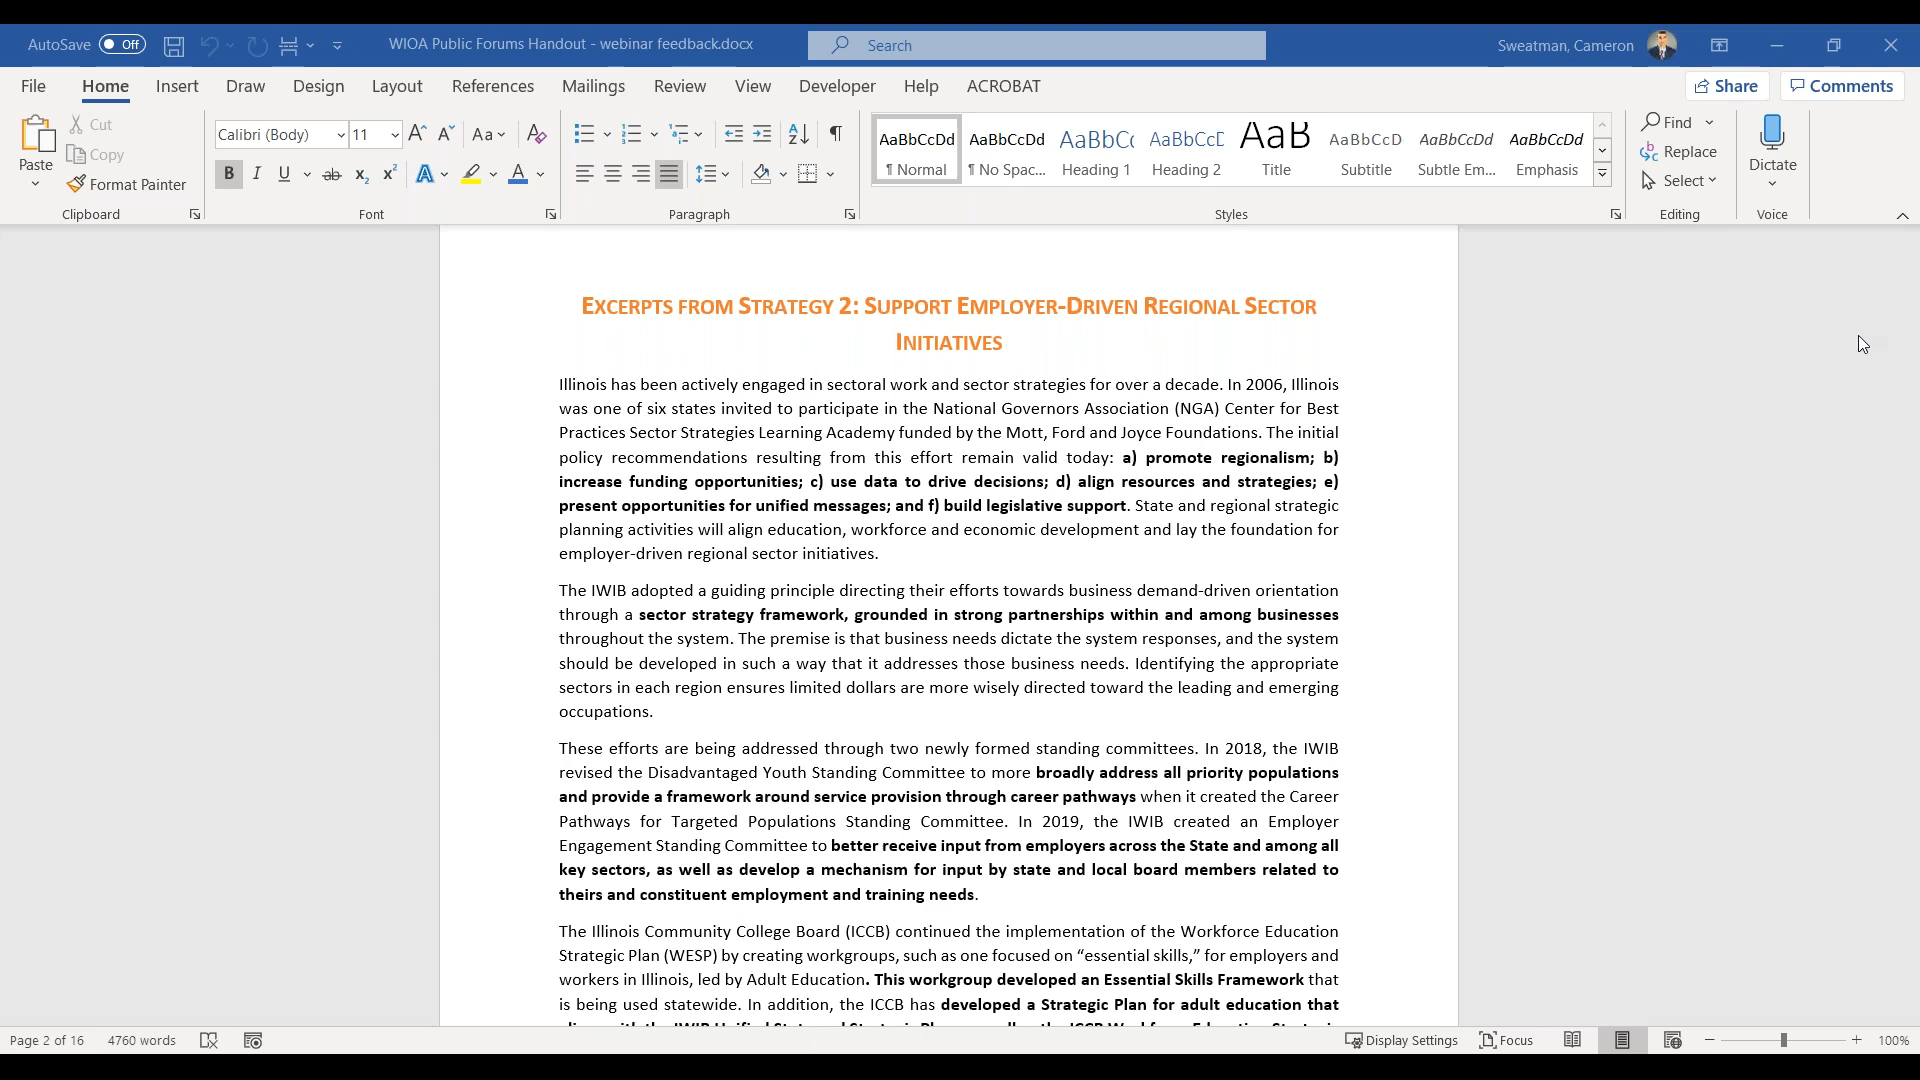 AutoSave Off WIOA Public Forums Handout - webinar feedback.docx Search Sweatman, Cameron
File Home Insert Draw Design Layout References Mailings Review View Developer Help ACROBAT Share Comments
Paste Cut Copy Format Painter Clipboard
Calibri (Body) 11 Aa Font
Paragraph
AaBbCcDd AaBbCcDd AaBbC( AaBbCcD AaB AaBbCcD AaBbCcDd AaBbCcDd
¶ Normal ¶ No Spac... Heading 1 Heading 2 Title Subtitle Subtle Em... Emphasis
Styles
Find Replace Select Editing
Dictate Voice
Excerpts from Strategy 2: Support Employer-Driven Regional Sector
Initiatives
Illinois has been actively engaged in sectoral work and sector strategies for over a decade. In 2006, Illinois
was one of six states invited to participate in the National Governors Association (NGA) Center for Best
Practices Sector Strategies Learning Academy funded by the Mott, Ford and Joyce Foundations. The initial
policy recommendations resulting from this effort remain valid today: a) promote regionalism; b)
increase funding opportunities; c) use data to drive decisions; d) align resources and strategies; e)
present opportunities for unified messages; and f) build legislative support. State and regional strategic
planning activities will align education, workforce and economic development and lay the foundation for
employer-driven regional sector initiatives.
The IWIB adopted a guiding principle directing their efforts towards business demand-driven orientation
through a sector strategy framework, grounded in strong partnerships within and among businesses
throughout the system. The premise is that business needs dictate the system responses, and the system
should be developed in such a way that it addresses those business needs. Identifying the appropriate
sectors in each region ensures limited dollars are more wisely directed toward the leading and emerging
occupations.
These efforts are being addressed through two newly formed standing committees. In 2018, the IWIB
revised the Disadvantaged Youth Standing Committee to more broadly address all priority populations
and provide a framework around service provision through career pathways when it created the Career
Pathways for Targeted Populations Standing Committee. In 2019, the IWIB created an Employer
Engagement Standing Committee to better receive input from employers across the State and among all
key sectors, as well as develop a mechanism for input by state and local board members related to
theirs and constituent employment and training needs.
The Illinois Community College Board (ICCB) continued the implementation of the Workforce Education
Strategic Plan (WESP) by creating workgroups, such as one focused on “essential skills,” for employers and
workers in Illinois, led by Adult Education. This workgroup developed an Essential Skills Framework that
is being used statewide. In addition, the ICCB has developed a Strategic Plan for adult education that
Page 2 of 16 4760 words Display Settings Focus 100%